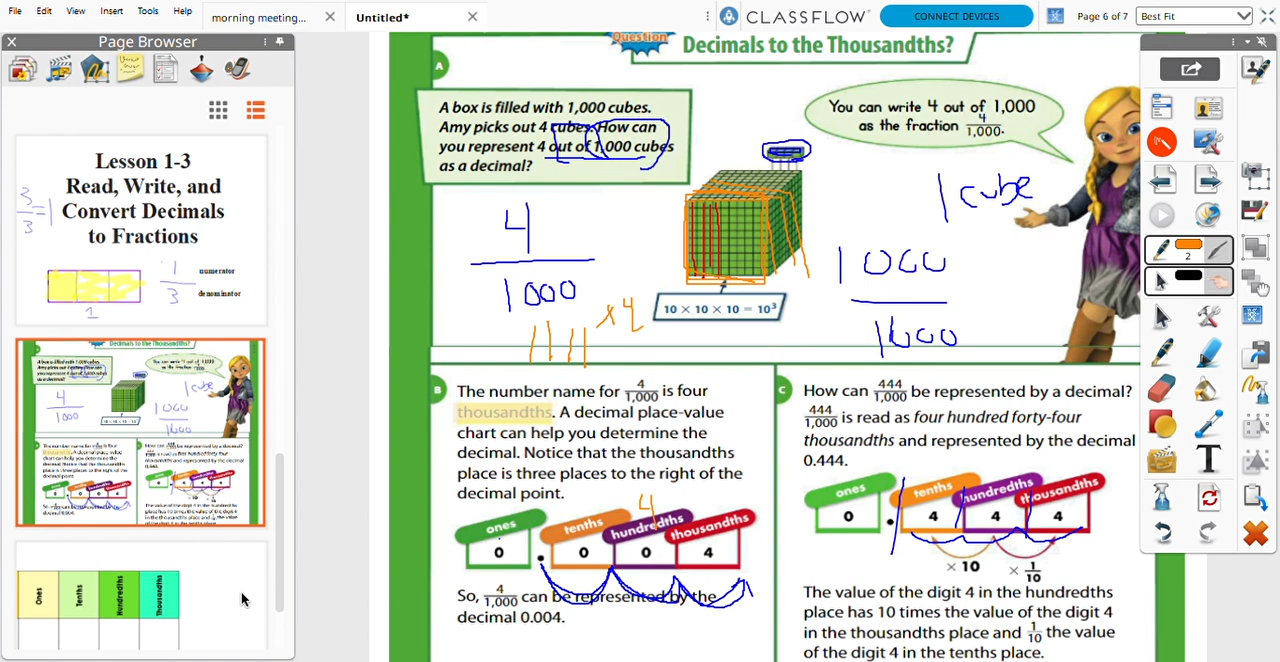 File Edit Insert Tools Help
morning meeting...
Untitled*
CLASSFLOW
CONNECT DEVICES
Page 6 of 7
Best Fit
Page Browser
Lesson 1-3
Read, Write, and
Convert Decimals
to Fractions
3
3
=1
1
3
numerator
denominator
1
Ones
Tenths
Hundredths
Thousandths
Question
Decimals to the Thousandths?
A
A box is filled with 1,000 cubes.
Amy picks out 4 cubes. How can
you represent 4 out of 1,000 cubes
as a decimal?
You can write 4 out of 1,000
as the fraction 4/1,000.
4
1000
x4
10 × 10 × 10 = 10³
1 cube
1000
1000
B
The number name for 4/1,000 is four
thousandths. A decimal place-value
chart can help you determine the
decimal. Notice that the thousandths
place is three places to the right of the
decimal point.
4
ones tenths hundredths thousandths
0 . 0 0 4
So, 4/1,000 can be represented by the
decimal 0.004.
C
How can 444/1,000 be represented by a decimal?
444/1,000 is read as four hundred forty-four
thousandths and represented by the decimal
0.444.
ones tenths hundredths thousandths
0 . 4 4 4
× 10 × 1/10
The value of the digit 4 in the hundredths
place has 10 times the value of the digit 4
in the thousandths place and 1/10 the value
of the digit 4 in the tenths place.
2